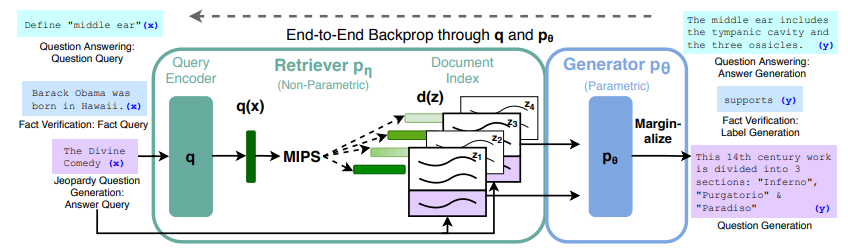 End-to-End Backprop through q and pθ
Define "middle ear"(x)
Question Answering:
Question Query
Barack Obama was
born in Hawaii.(x)
Fact Verification: Fact Query
The Divine
Comedy (x)
Jeopardy Question
Generation:
Answer Query
Query
Encoder
q
q(x)
Retriever pη
(Non-Parametric)
MIPS
Document
Index
d(z)
z4
z3
z2
z1
Generator pθ
(Parametric)
pθ
Margin-
alize
The middle ear includes
the tympanic cavity and
the three ossicles. (y)
Question Answering:
Answer Generation
supports (y)
Fact Verification:
Label Generation
This 14th century work
is divided into 3
sections: "Inferno",
"Purgatorio" &
"Paradiso" (y)
Question Generation